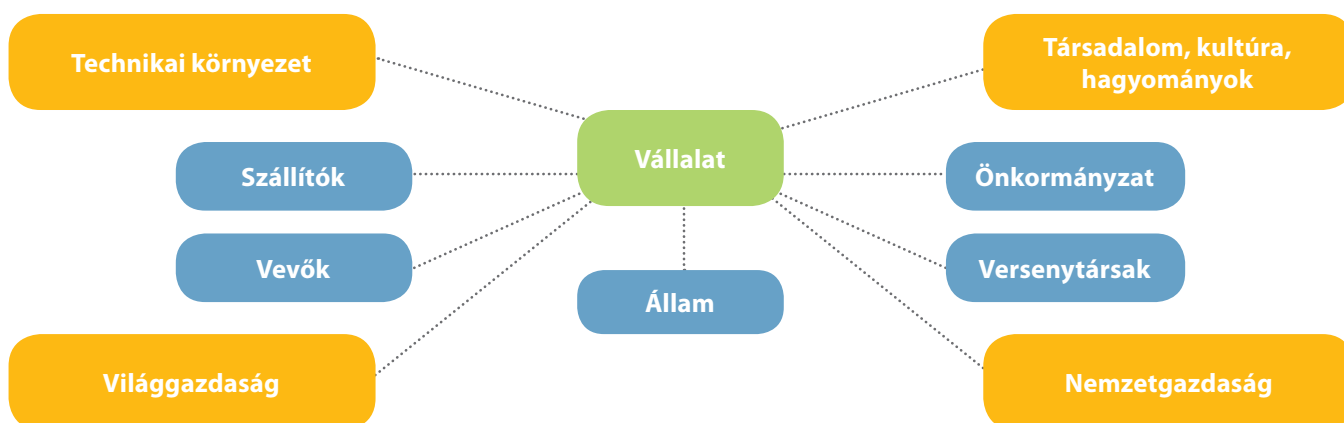 Technikai környezet
Társadalom, kultúra,
hagyományok
Vállalat
Szállítók
Önkormányzat
Vevők
Versenytársak
Állam
Világgazdaság
Nemzetgazdaság